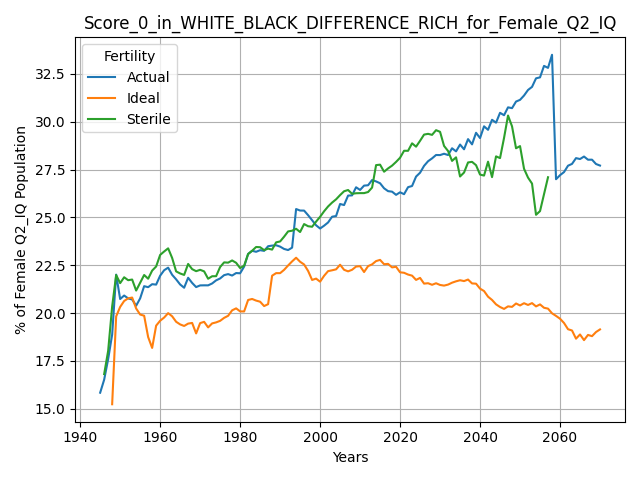 Score_0_in_WHITE_BLACK_DIFFERENCE_RICH_for_Female_Q2_IQ
Fertility
Actual
Ideal
Sterile
% of Female Q2_IQ Population
32.5
30.0
27.5
25.0
22.5
20.0
17.5
15.0
1940
1960
1980
2000
2020
2040
2060
Years